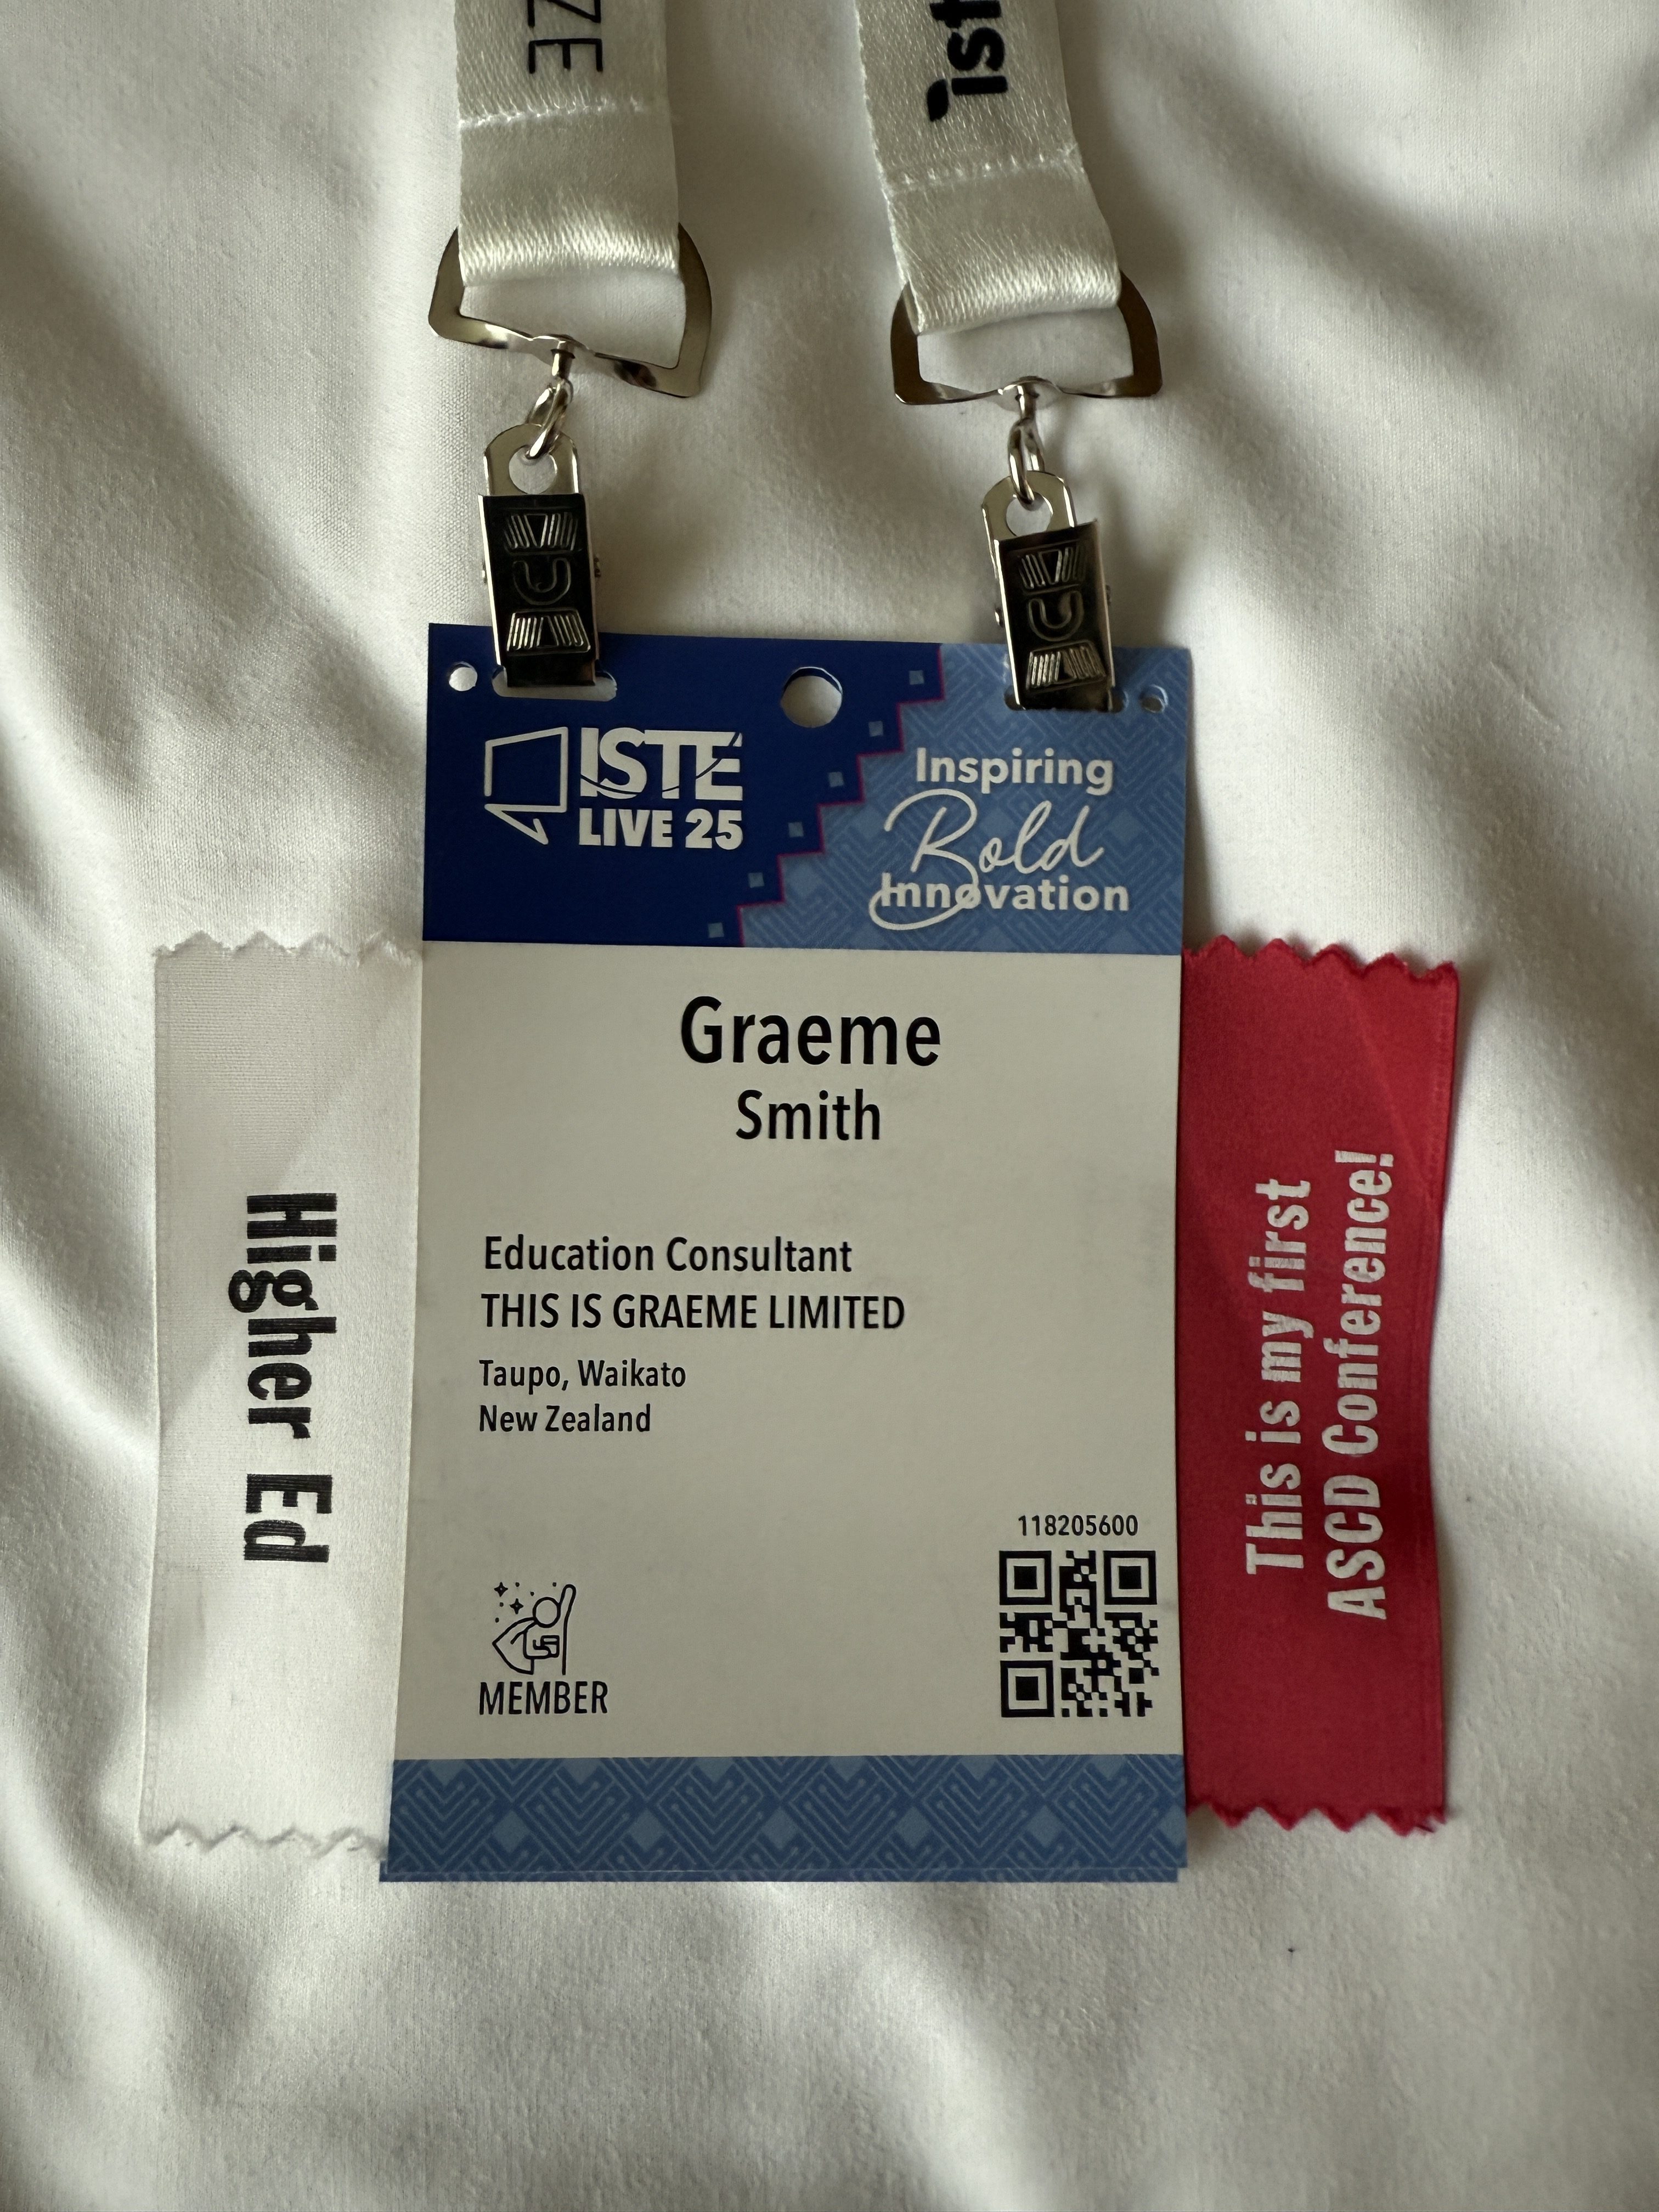 ZE
ist
ISTE
LIVE 25
Inspiring
Bold
Innovation
Graeme
Smith
Education Consultant
THIS IS GRAEME LIMITED
Taupo, Waikato
New Zealand
118205600
MEMBER
Higher Ed
This is my first
ASCD Conference!